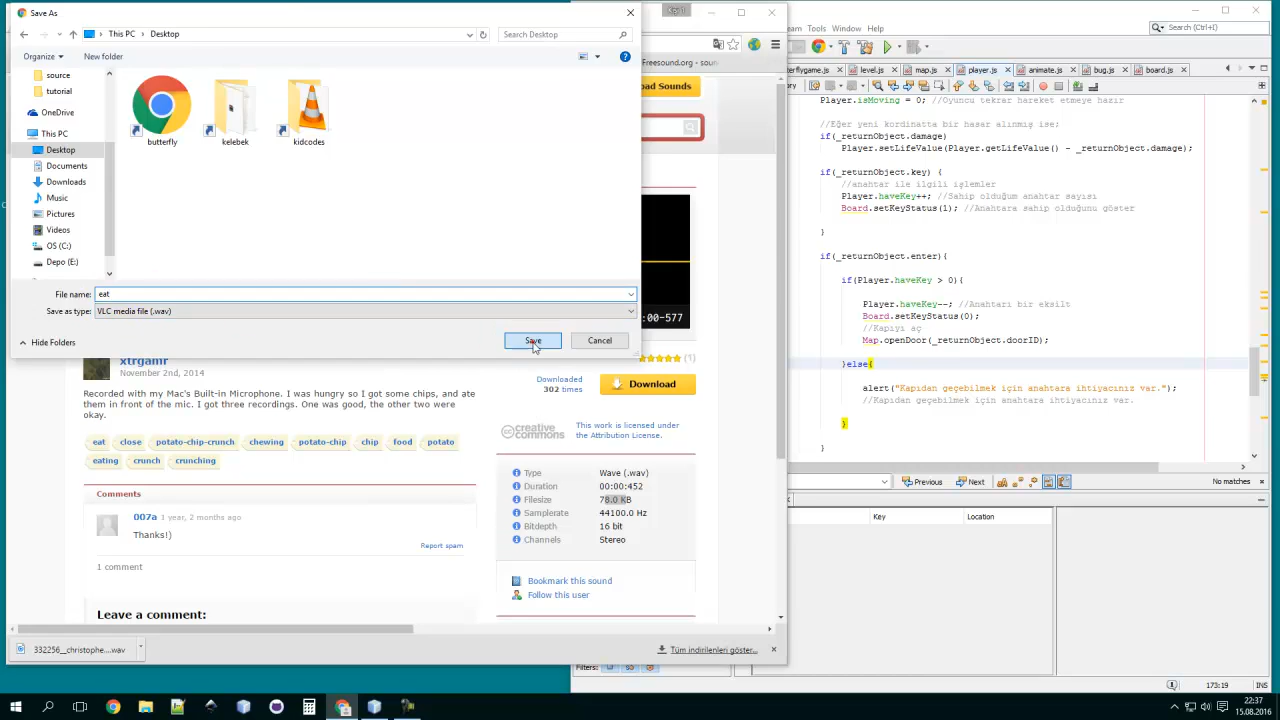 Save As
This PC > Desktop
Search Desktop
Organize
New folder
source
tutorial
OneDrive
This PC
Desktop
Documents
Downloads
Music
Pictures
Videos
OS (C:)
Depo (E:)
butterfly
kelebek
kidcodes
File name:
eat
Save as type:
VLC media file (.wav)
Hide Folders
Save
Cancel
Freesound.org - soun
oad Sounds
:00-577
xtrgamr
November 2nd, 2014
(1)
Recorded with my Mac's Built-in Microphone. I was hungry so I got some chips, and ate
them in front of the mic. I got three recordings. One was good, the other two were
okay.
eat
close
potato-chip-crunch
chewing
potato-chip
chip
food
potato
eating
crunch
crunching
Comments
007a 1 year, 2 months ago
Thanks!)
Report spam
1 comment
Leave a comment:
Downloaded
302 times
Download
creative
commons
This work is licensed under
the Attribution License.
Type
Wave (.wav)
Duration
00:00:452
Filesize
78.0 KB
Samplerate
44100.0 Hz
Bitdepth
16 bit
Channels
Stereo
Bookmark this sound
Follow this user
332256__christophe....wav
Tüm indirilenleri göster...
eam Tools Window Help
Search (Ctrl+I)
erflygame.js
level.js
map.js
player.js
animate.js
bug.js
board.js
ory
Player.isMoving = 0; //Oyuncu tekrar hareket etmeye hazır
//Eğer yeni kordinatta bir hasar alınmış ise;
if(_returnObject.damage)
Player.setLifeValue(Player.getLifeValue() - _returnObject.damage);
if(_returnObject.key) {
//anahtar ile ilgili işlemler
Player.haveKey++; //Sahip olduğum anahtar sayısı
Board.setKeyStatus(1); //Anahtara sahip olduğunu göster
}
if(_returnObject.enter){
if(Player.haveKey > 0){
Player.haveKey--; //Anahtarı bir eksilt
Board.setKeyStatus(0);
//Kapıyı aç
Map.openDoor(_returnObject.doorID);
}else{
alert("Kapıdan geçebilmek için anahtara ihtiyacınız var.");
//Kapıdan geçebilmek için anahtara ihtiyacınız var.
}
}
Previous
Next
No matches
Key
Location
Filters:
173:19
INS
22:37
15.08.2016